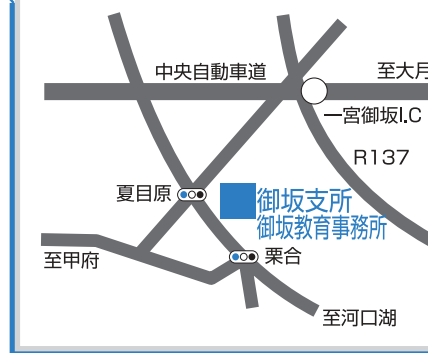 中央自動車道
至大月
一宮御坂I.C
R137
夏目原
御坂支所
御坂教育事務所
至甲府
栗合
至河口湖